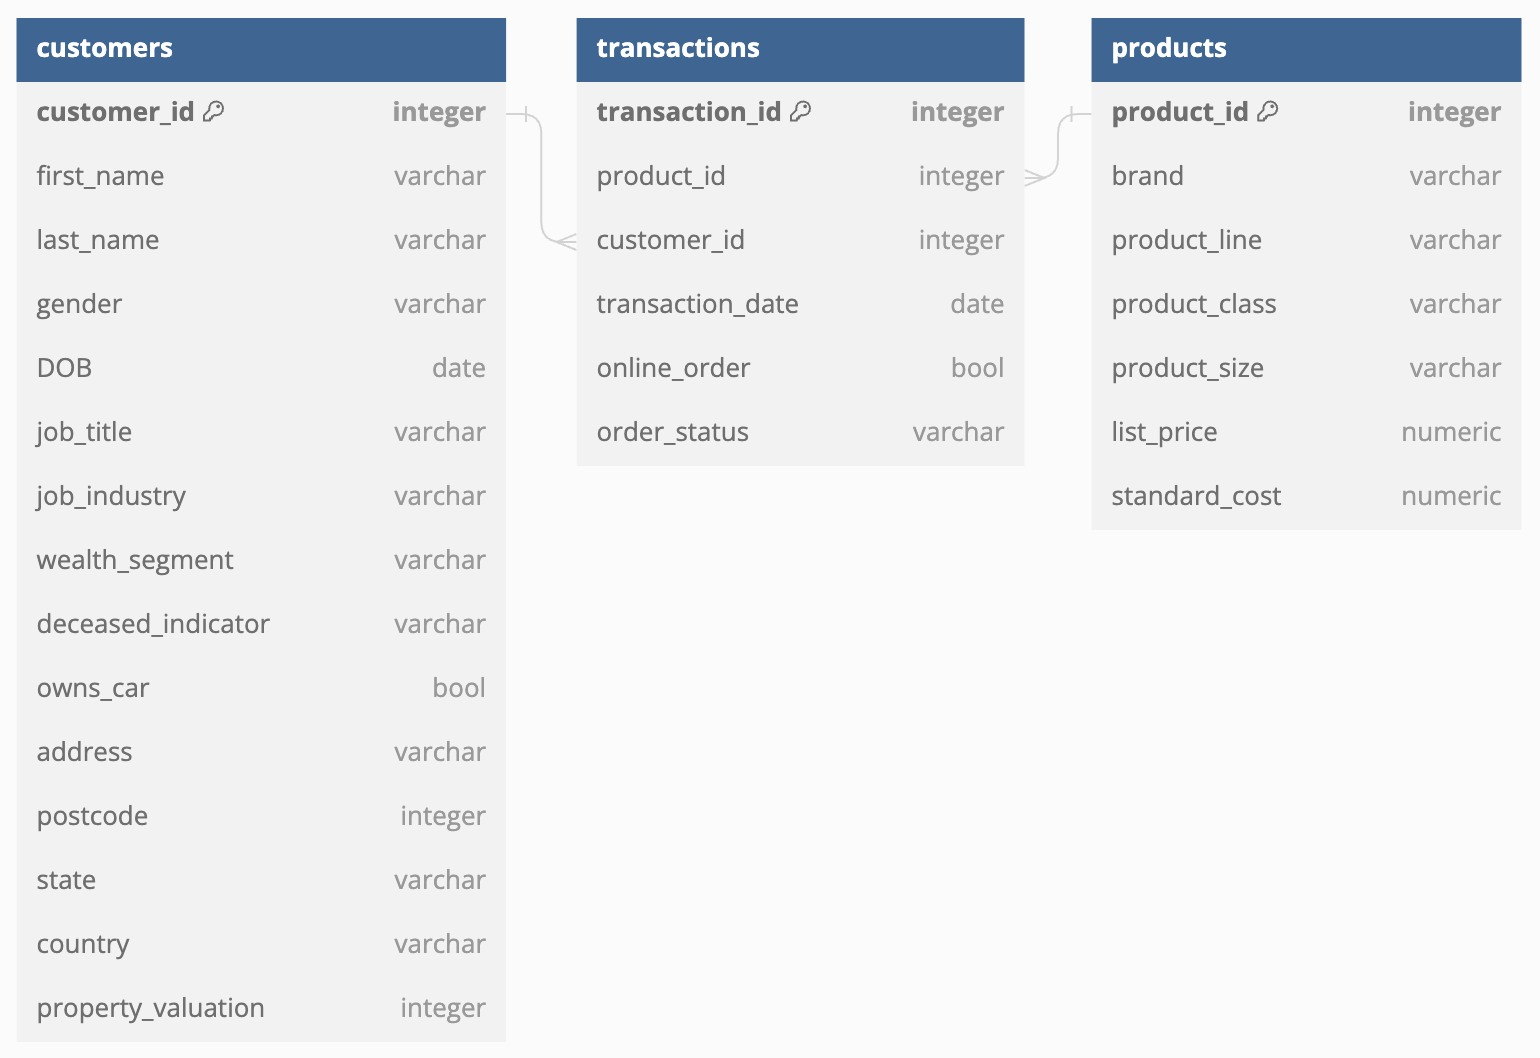 customers
customer_id integer
first_name varchar
last_name varchar
gender varchar
DOB date
job_title varchar
job_industry varchar
wealth_segment varchar
deceased_indicator varchar
owns_car bool
address varchar
postcode integer
state varchar
country varchar
property_valuation integer
transactions
transaction_id integer
product_id integer
customer_id integer
transaction_date date
online_order bool
order_status varchar
products
product_id integer
brand varchar
product_line varchar
product_class varchar
product_size varchar
list_price numeric
standard_cost numeric